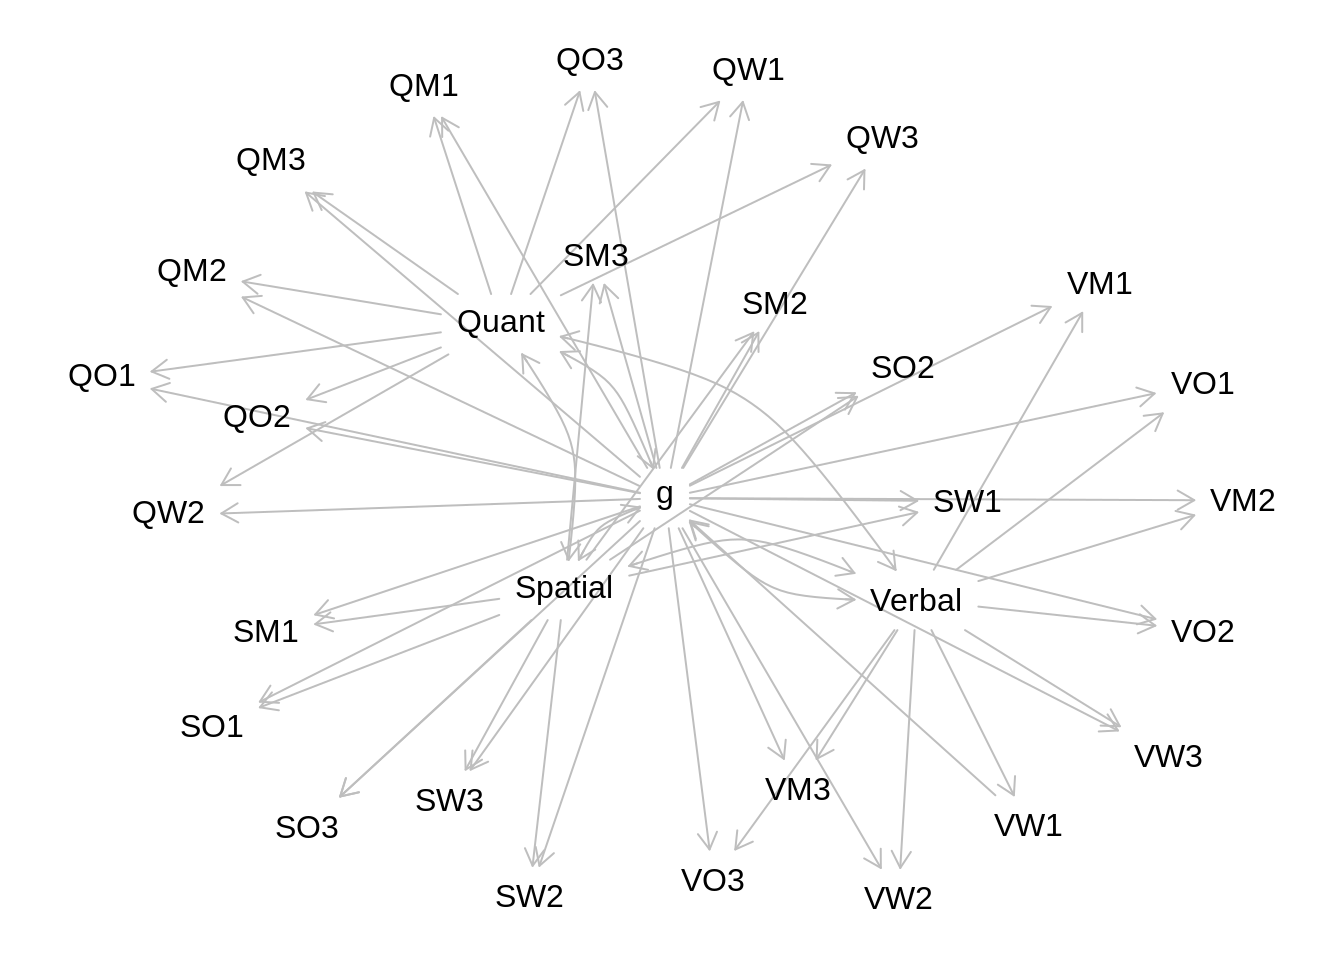 QO3
QW1
QM1
QW3
QM3
SM3
QM2
VM1
SM2
Quant
SO2
QO1
VO1
QO2
g
SW1
VM2
QW2
Spatial
Verbal
SM1
VO2
SO1
VW3
VM3
SW3
VW1
SO3
VO3
SW2
VW2